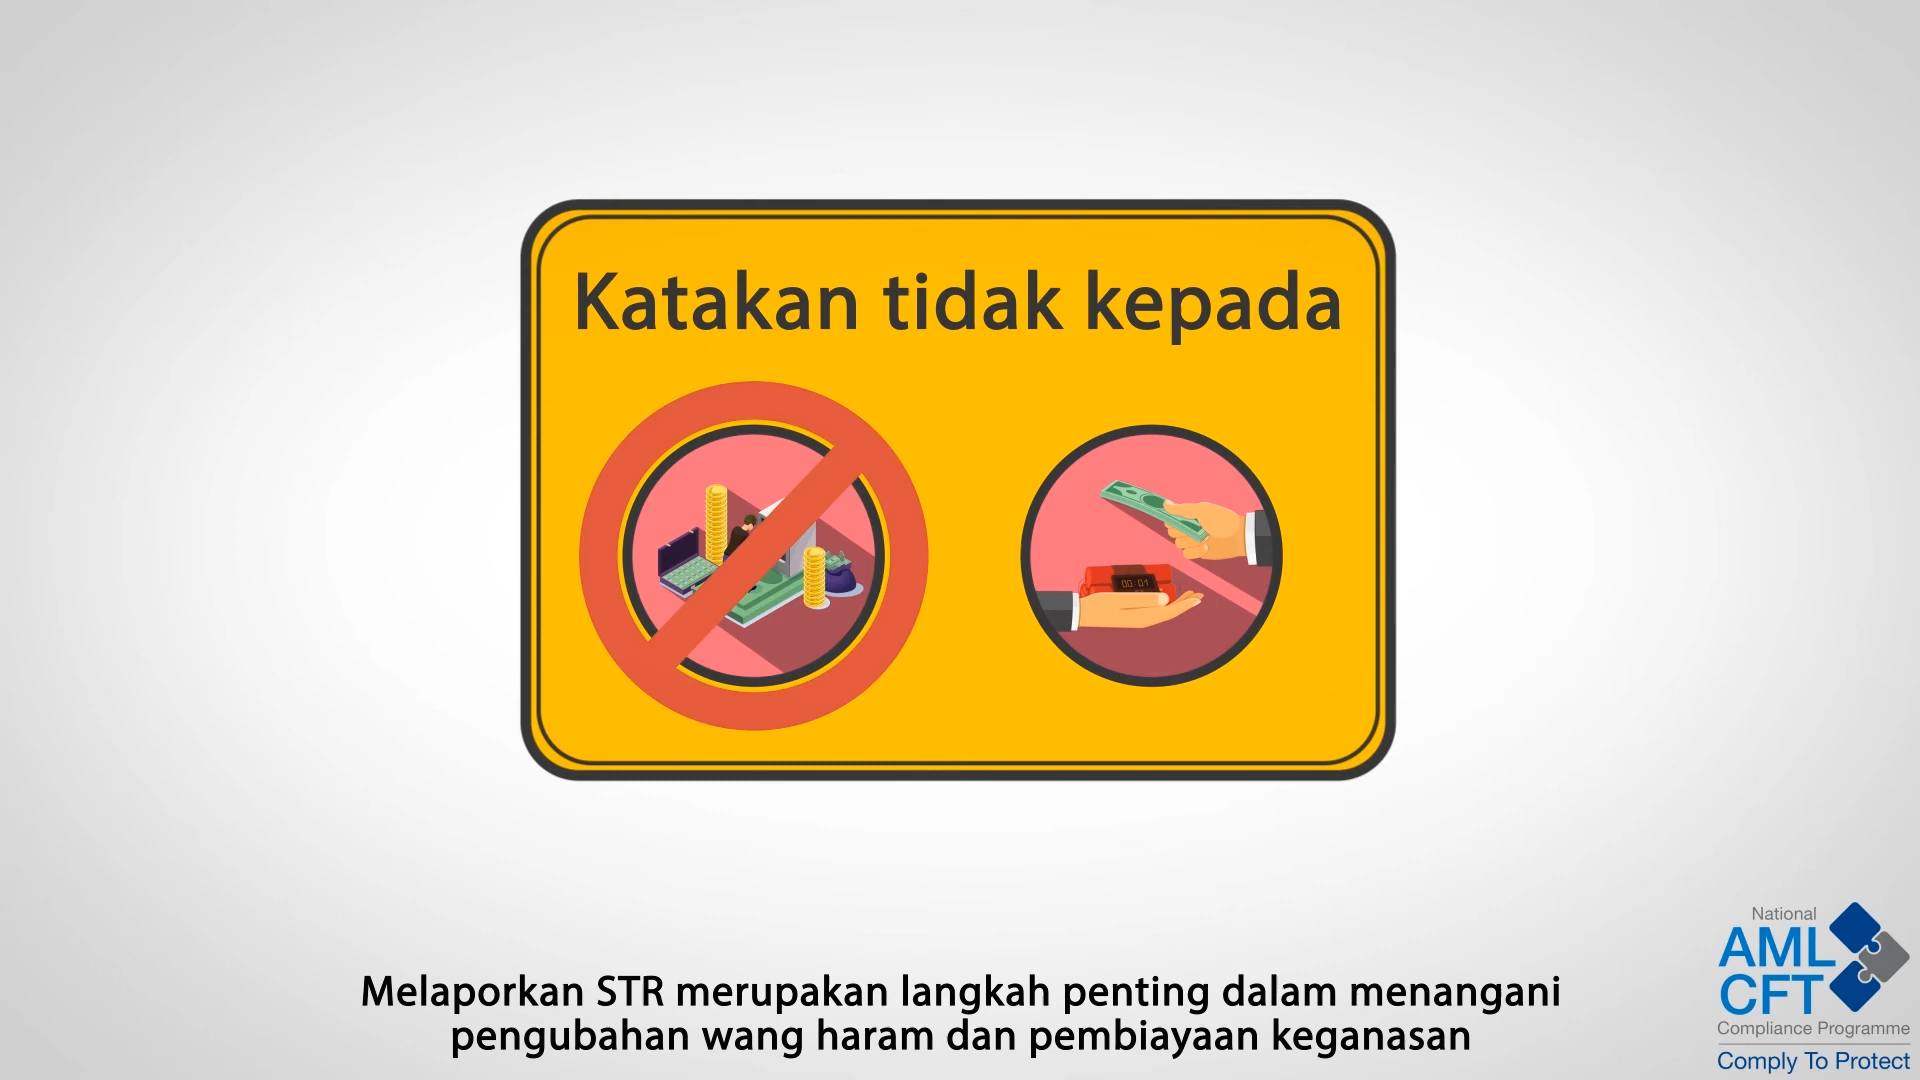 Katakan tidak kepada
00:01
Melaporkan STR merupakan langkah penting dalam menangani
pengubahan wang haram dan pembiayaan keganasan
National
AML
CFT
Compliance Programme
Comply To Protect